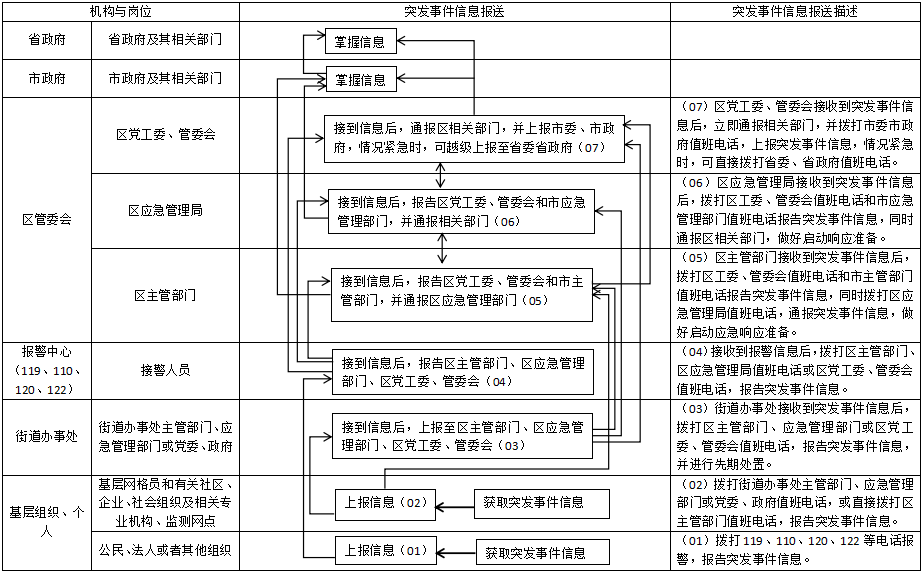 机构与岗位
突发事件信息报送
突发事件信息报送描述
省政府
省政府及其相关部门
掌握信息
市政府
市政府及其相关部门
掌握信息
区管委会
区党工委、管委会
接到信息后，通报区相关部门，并上报市委、市政
府，情况紧急时，可越级上报至省委省政府（07）
（07）区党工委、管委会接收到突发事件信
息后，立即通报相关部门，并拨打市委市政
府值班电话，上报突发事件信息，情况紧急
时，可直接拨打省委、省政府值班电话。
区应急管理局
接到信息后，报告区党工委、管委会和市应急
管理部门，并通报相关部门（06）
（06）区应急管理局接收到突发事件信息
后，拨打区工委、管委会值班电话和市应急
管理部门值班电话报告突发事件信息，同时
通报区相关部门，做好启动响应准备。
区主管部门
接到信息后，报告区党工委、管委会和市主
管部门，并通报区应急管理部门（05）
（05）区主管部门接收到突发事件信息后，
拨打区工委、管委会值班电话和市主管部门
值班电话报告突发事件信息，同时拨打区应
急管理局值班电话，通报突发事件信息，做
好启动应急响应准备。
报警中心
（119、110、
120、122）
接警人员
接到信息后，报告区主管部门、区应急管理
部门、区党工委、管委会（04）
（04）接收到报警信息后，拨打区主管部门、
区应急管理局值班电话或区党工委、管委会
值班电话，报告突发事件信息。
街道办事处
街道办事处主管部门、应
急管理部门或党委、政府
接到信息后，上报至区主管部门、区应急管
理部门、区党工委、管委会（03）
（03）街道办事处接收到突发事件信息后，
拨打区主管部门、应急管理部门或区党工
委、管委会值班电话，报告突发事件信息，
并进行先期处置。
基层组织、个
人
基层网格员和有关社区、
企业、社会组织及相关专
业机构、监测网点
上报信息（02）
获取突发事件信息
（02）拨打街道办事处主管部门、应急管理
部门或党委、政府值班电话，或直接拨打区
主管部门值班电话，报告突发事件信息。
公民、法人或者其他组织
上报信息（01）
获取突发事件信息
（01）拨打 119、110、120、122 等电话报
警，报告突发事件信息。